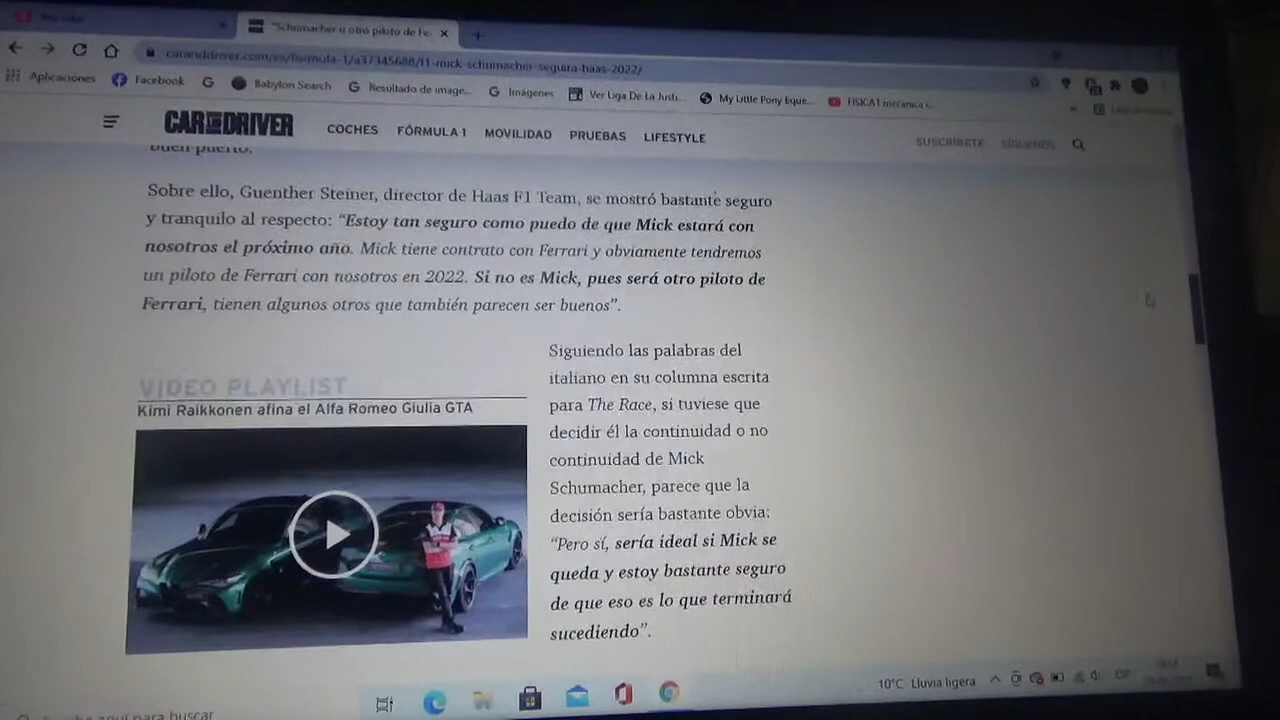 "Schumacher u otro piloto de Fe
caranddriver.com/es/formula-1/a37345688/f1-mick-schumacher-seguira-haas-2022/
Aplicaciones Facebook Babylon Search Resultado de image... Imágenes Ver Liga De La Justi... My Little Pony Eque... FISICA1 mecanica
CAR AND DRIVER COCHES FÓRMULA 1 MOVILIDAD PRUEBAS LIFESTYLE SUSCRÍBETE SÍGUENOS
buen puerto.
Sobre ello, Guenther Steiner, director de Haas F1 Team, se mostró bastante seguro
y tranquilo al respecto: "Estoy tan seguro como puedo de que Mick estará con
nosotros el próximo año. Mick tiene contrato con Ferrari y obviamente tendremos
un piloto de Ferrari con nosotros en 2022. Si no es Mick, pues será otro piloto de
Ferrari, tienen algunos otros que también parecen ser buenos".
VIDEO PLAYLIST
Kimi Raikkonen afina el Alfa Romeo Giulia GTA
Siguiendo las palabras del
italiano en su columna escrita
para The Race, si tuviese que
decidir él la continuidad o no
continuidad de Mick
Schumacher, parece que la
decisión sería bastante obvia:
"Pero sí, sería ideal si Mick se
queda y estoy bastante seguro
de que eso es lo que terminará
sucediendo".
10°C Lluvia ligera
aquí para buscar